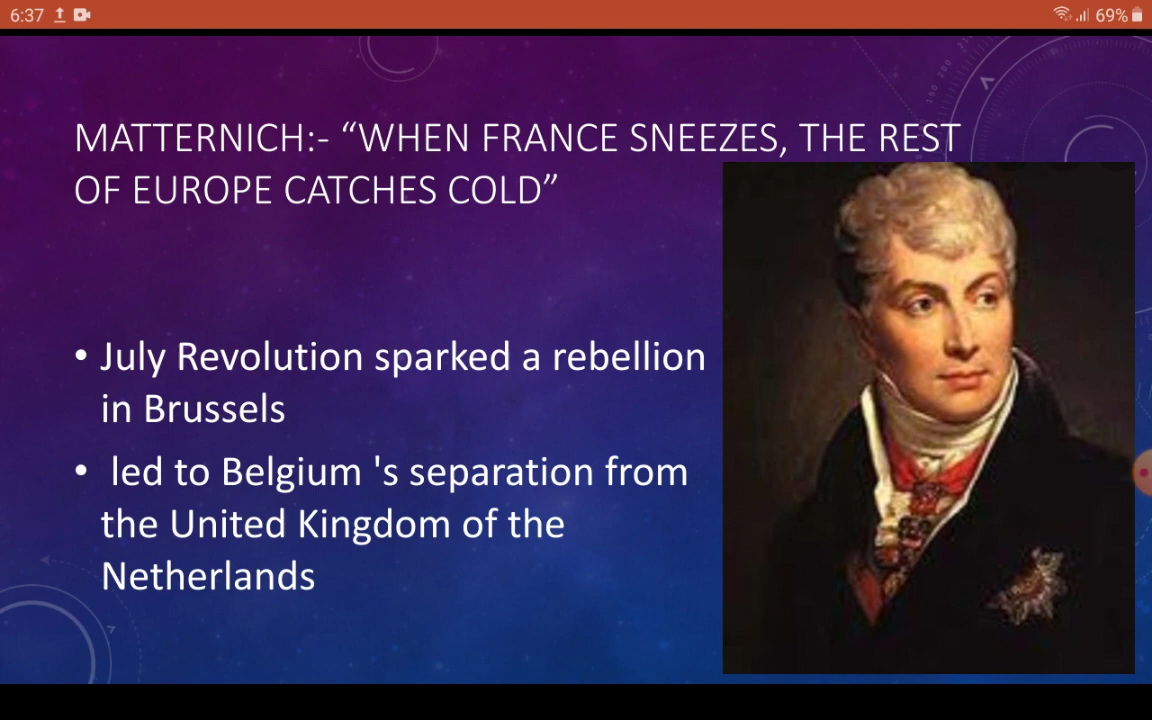 6:37
69%
MATTERNICH:- “WHEN FRANCE SNEEZES, THE REST
OF EUROPE CATCHES COLD”
• July Revolution sparked a rebellion
in Brussels
• led to Belgium 's separation from
the United Kingdom of the
Netherlands